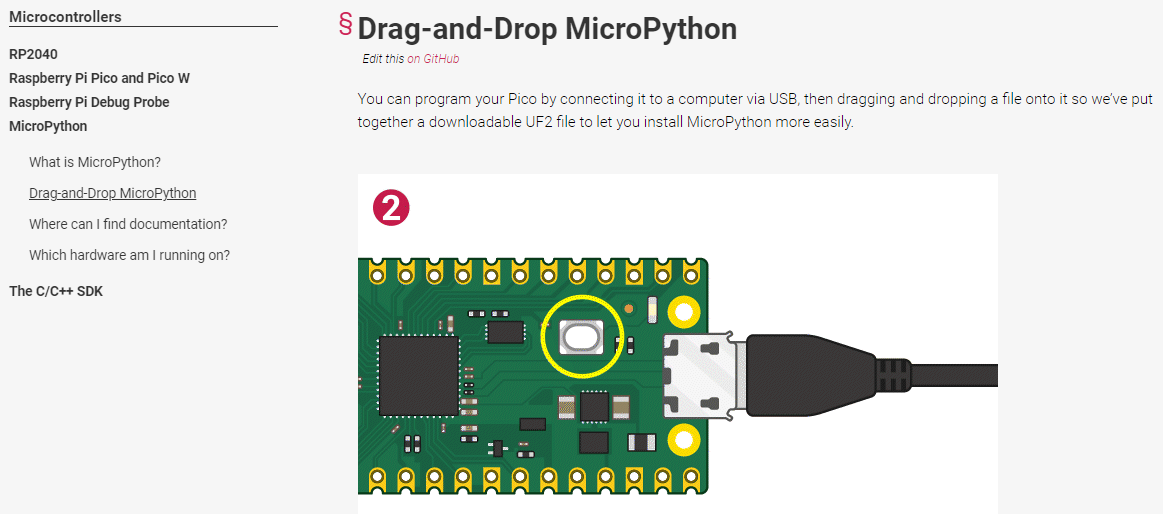 Microcontrollers
RP2040
Raspberry Pi Pico and Pico W
Raspberry Pi Debug Probe
MicroPython
What is MicroPython?
Drag-and-Drop MicroPython
Where can I find documentation?
Which hardware am I running on?
The C/C++ SDK
§ Drag-and-Drop MicroPython
Edit this on GitHub
You can program your Pico by connecting it to a computer via USB, then dragging and dropping a file onto it so we’ve put
together a downloadable UF2 file to let you install MicroPython more easily.
2